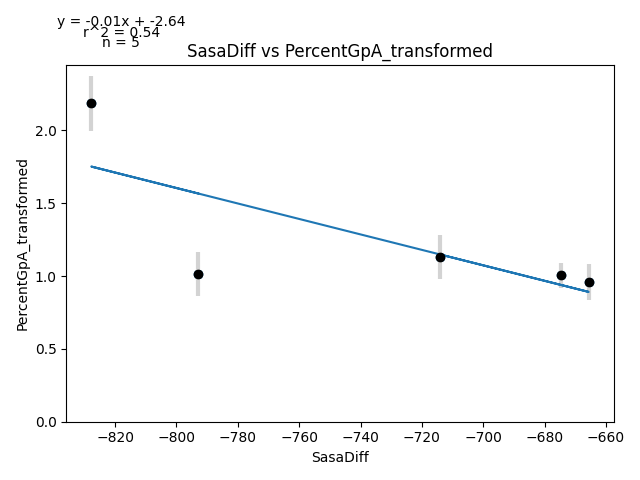 y = -0.01x + -2.64
r^2 = 0.54
n = 5
SasaDiff vs PercentGpA_transformed
2.0
1.5
1.0
0.5
0.0
PercentGpA_transformed
−820 −800 −780 −760 −740 −720 −700 −680 −660
SasaDiff